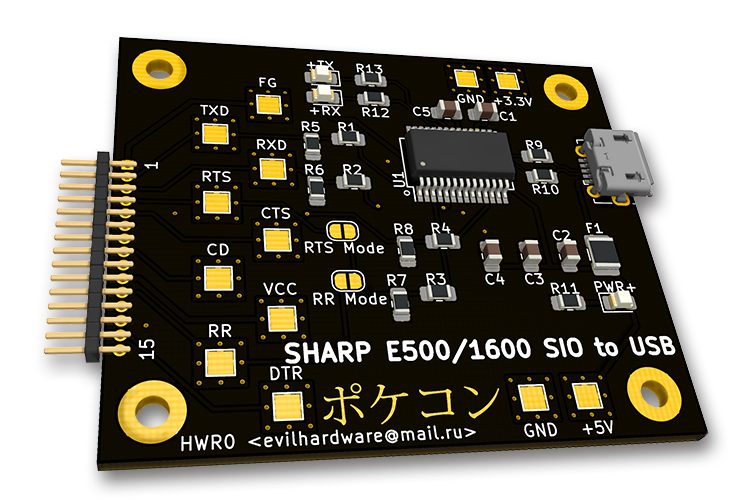 +TX
R13
FG
GND
+3.3V
+RX
R12
C5
C1
TXD
R5
R1
RXD
R9
1
R6
R2
U1
R10
RTS
CTS
RTS Mode
R8
R4
C2
F1
CD
C4
C3
VCC
RR Mode
R7
R3
R11
PWR+
RR
15
SHARP E500/1600 SIO to USB
DTR
ポケコン
HWR0 <evilhardware@mail.ru>
GND
+5V